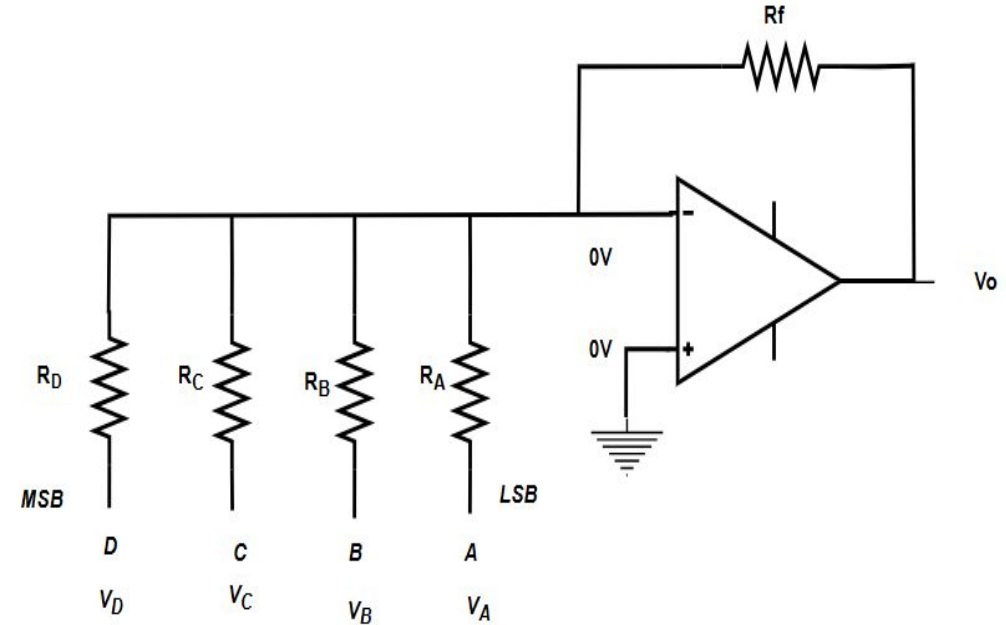 Rf
-
0V
Vo
0V
+
RD RC RB RA
MSB LSB
D C B A
VD VC VB VA